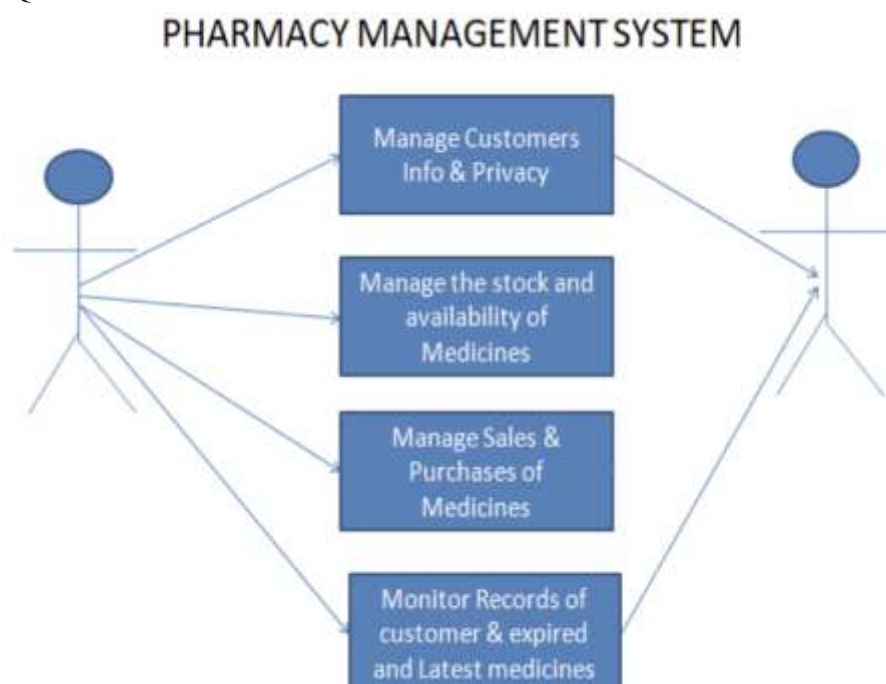 PHARMACY MANAGEMENT SYSTEM
Manage Customers
Info & Privacy
Manage the stock and
availability of
Medicines
Manage Sales &
Purchases of
Medicines
Monitor Records of
customer & expired
and Latest medicines